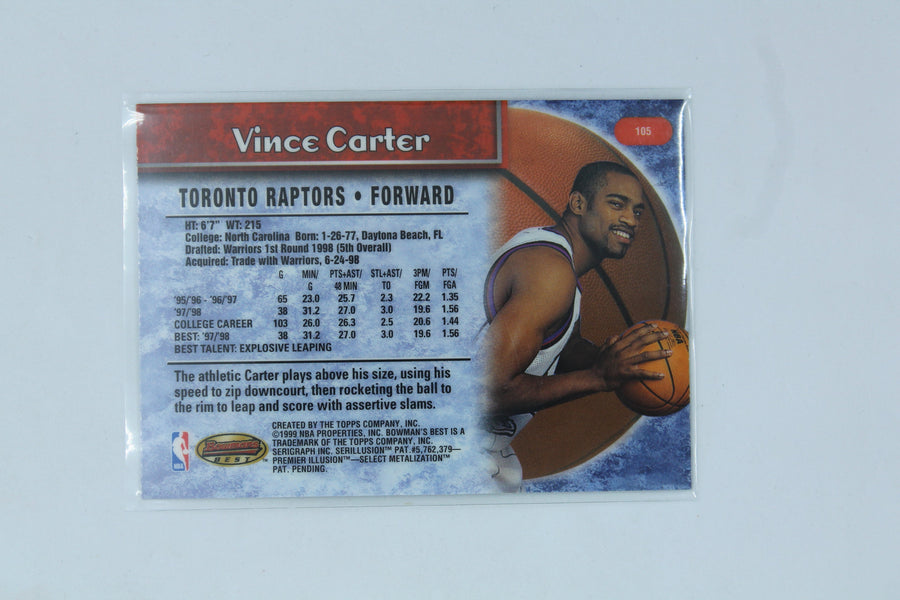 105
Vince Carter
TORONTO RAPTORS • FORWARD
HT: 6'7" WT: 215
College: North Carolina Born: 1-26-77, Daytona Beach, FL
Drafted: Warriors 1st Round 1998 (5th Overall)
Acquired: Trade with Warriors, 6-24-98
G MIN/ PTS+AST/ STL+AST/ 3PM/ PTS/
G 48 MIN TO FGM FGA
'95/'96 - '96/'97 65 23.0 25.7 2.3 22.2 1.35
'97/'98 38 31.2 27.0 3.0 19.6 1.56
COLLEGE CAREER 103 26.0 26.3 2.5 20.6 1.44
BEST: '97/'98 38 31.2 27.0 3.0 19.6 1.56
BEST TALENT: EXPLOSIVE LEAPING
The athletic Carter plays above his size, using his
speed to zip downcourt, then rocketing the ball to
the rim to leap and score with assertive slams.
CREATED BY THE TOPPS COMPANY, INC.
©1999 NBA PROPERTIES, INC. BOWMAN'S BEST IS A
TRADEMARK OF THE TOPPS COMPANY, INC.
SERIGRAPH INC. SERILLUSION™ PAT.#5,762,379—
PREMIER ILLUSION™—SELECT METALIZATION™
PAT. PENDING.
NBA
Bowman's
BEST™